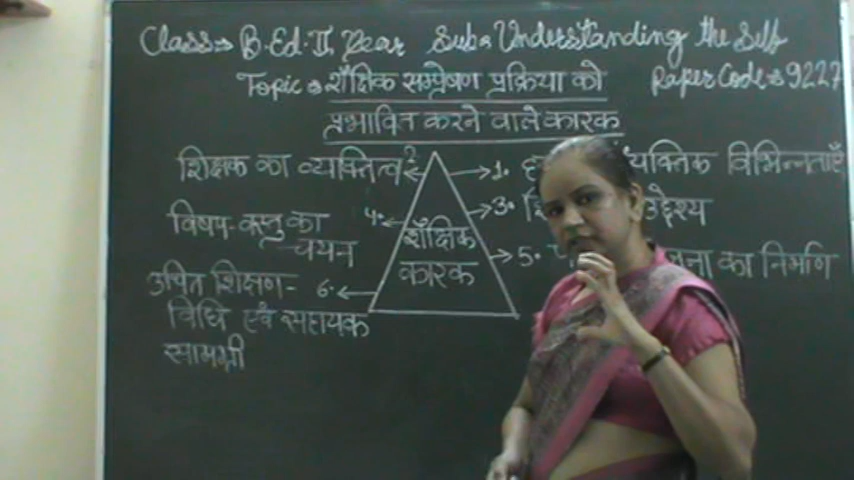 Class⇒ B.Ed.II Year Sub⇒ Understanding the Self
Topic ⇒ शैक्षिक सम्प्रेषण प्रक्रिया को Paper Code ⇒ 9227
प्रभावित करने वाले कारक
शिक्षक का व्यक्तित्व 2 1.
व्यक्तिक विभिन्नताएँ
विषय-वस्तु का 4. 3. उद्देश्य
चयन
शैक्षिक
कारक
5. का निर्माण
उचित शिक्षण- 6.
विधि एवं सहायक
सामग्री